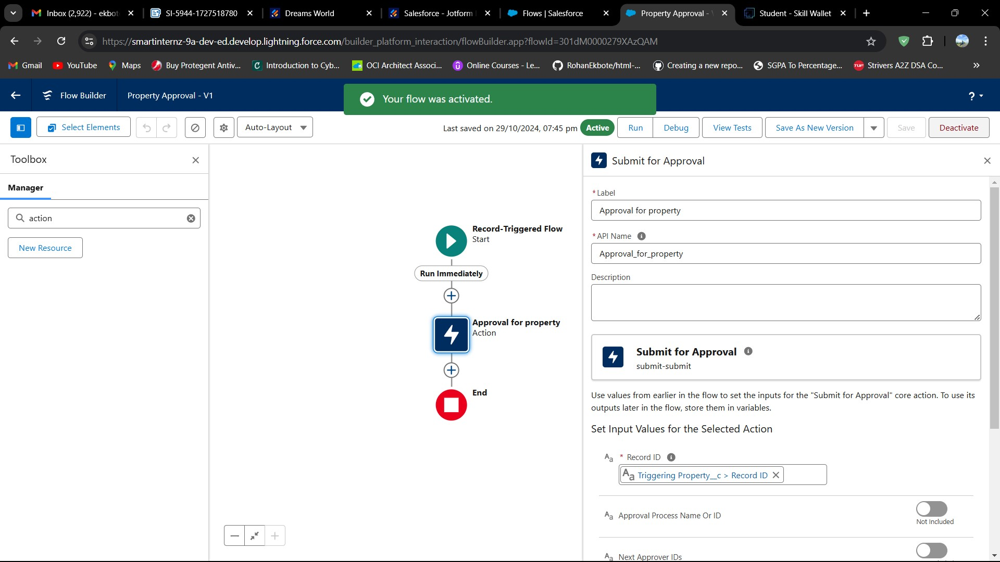 Inbox (2,922) - ekbot
SI-5944-1727518780
Dreams World
Salesforce - Jotform
Flows | Salesforce
Property Approval -
Student - Skill Wallet
https://smartinternz-9a-dev-ed.develop.lightning.force.com/builder_platform_interaction/flowBuilder.app?flowId=301dM0000279XAzQAM
Gmail
YouTube
Maps
Buy Protegent Antiv...
Introduction to Cyb...
OCI Architect Associ...
Online Courses - Le...
RohanEkbote/html-...
Creating a new repo...
SGPA To Percentage...
TUF
Strivers A2Z DSA Co...
Flow Builder
Property Approval - V1
Your flow was activated.
?
Select Elements
Auto-Layout
Last saved on 29/10/2024, 07:45 pm
Active
Run
Debug
View Tests
Save As New Version
Save
Deactivate
Toolbox
Manager
action
New Resource
Record-Triggered Flow
Start
Run Immediately
Approval for property
Action
End
Submit for Approval
* Label
Approval for property
* API Name
Approval_for_property
Description
Submit for Approval
submit-submit
Use values from earlier in the flow to set the inputs for the "Submit for Approval" core action. To use its
outputs later in the flow, store them in variables.
Set Input Values for the Selected Action
Aa * Record ID
Aa Triggering Property__c > Record ID
Aa Approval Process Name Or ID
Not Included
Aa Next Approver IDs